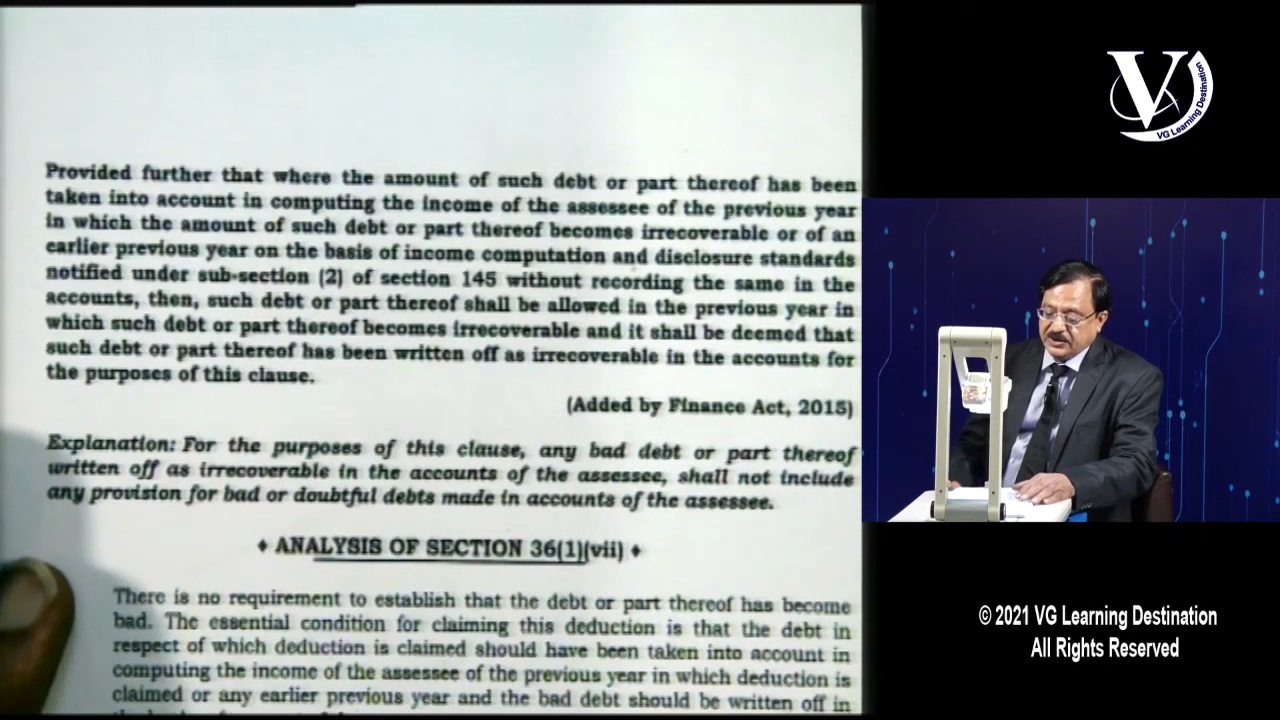 Provided further that where the amount of such debt or part thereof has been
taken into account in computing the income of the assessee of the previous year
in which the amount of such debt or part thereof becomes irrecoverable or of an
earlier previous year on the basis of income computation and disclosure standards
notified under sub-section (2) of section 145 without recording the same in the
accounts, then, such debt or part thereof shall be allowed in the previous year in
which such debt or part thereof becomes irrecoverable and it shall be deemed that
such debt or part thereof has been written off as irrecoverable in the accounts for
the purposes of this clause.
(Added by Finance Act, 2015)
Explanation: For the purposes of this clause, any bad debt or part thereof
written off as irrecoverable in the accounts of the assessee, shall not include
any provision for bad or doubtful debts made in accounts of the assessee.
♦ ANALYSIS OF SECTION 36(1)(vii) ♦
There is no requirement to establish that the debt or part thereof has become
bad. The essential condition for claiming this deduction is that the debt in
respect of which deduction is claimed should have been taken into account in
computing the income of the assessee of the previous year in which deduction is
claimed or any earlier previous year and the bad debt should be written off in
V
VG Learning Destination
© 2021 VG Learning Destination
All Rights Reserved